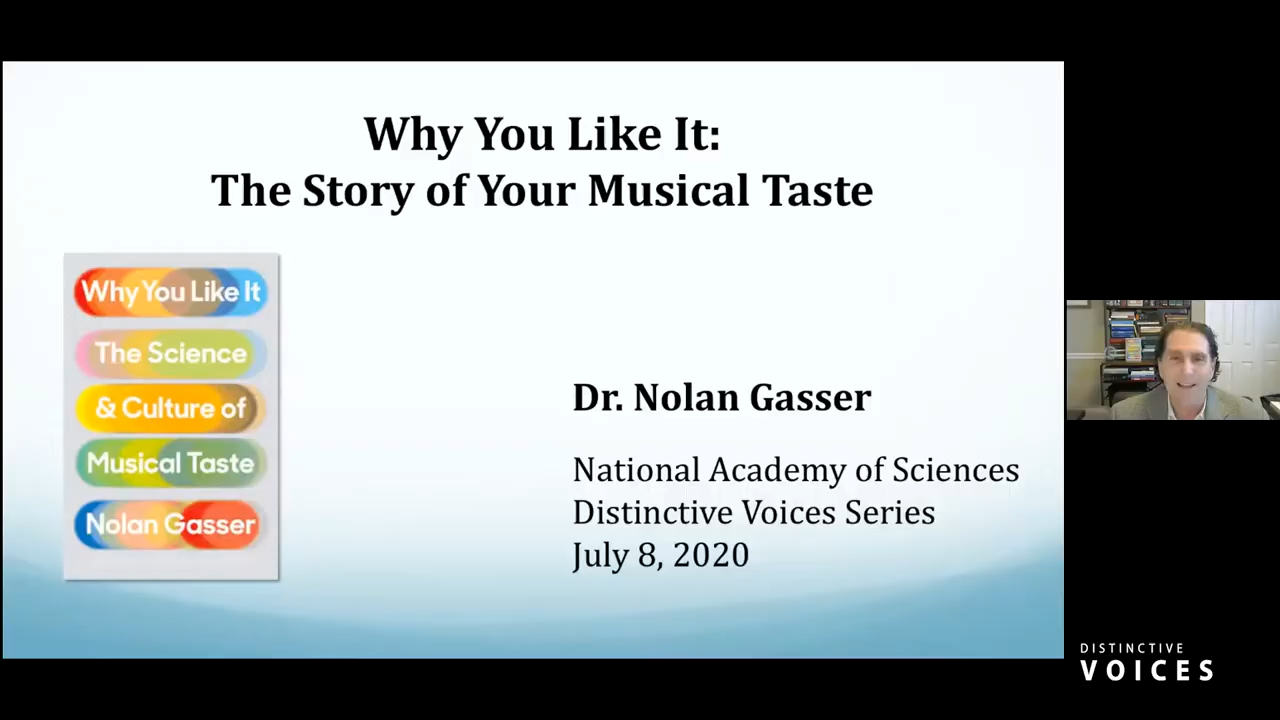 Why You Like It:
The Story of Your Musical Taste
Why You Like It
The Science
& Culture of
Musical Taste
Nolan Gasser
Dr. Nolan Gasser
National Academy of Sciences
Distinctive Voices Series
July 8, 2020
DISTINCTIVE
VOICES